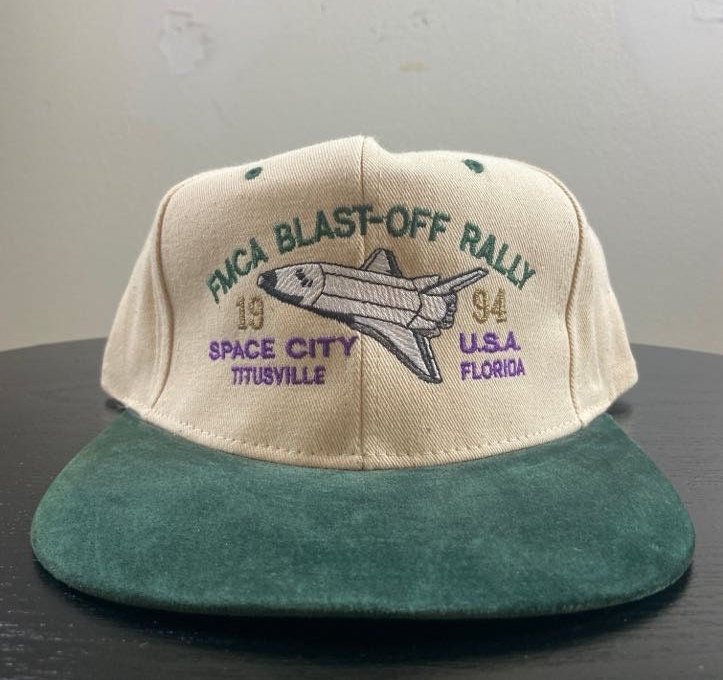 FMCA BLAST-OFF RALLY
19 94
SPACE CITY U.S.A.
TITUSVILLE FLORIDA